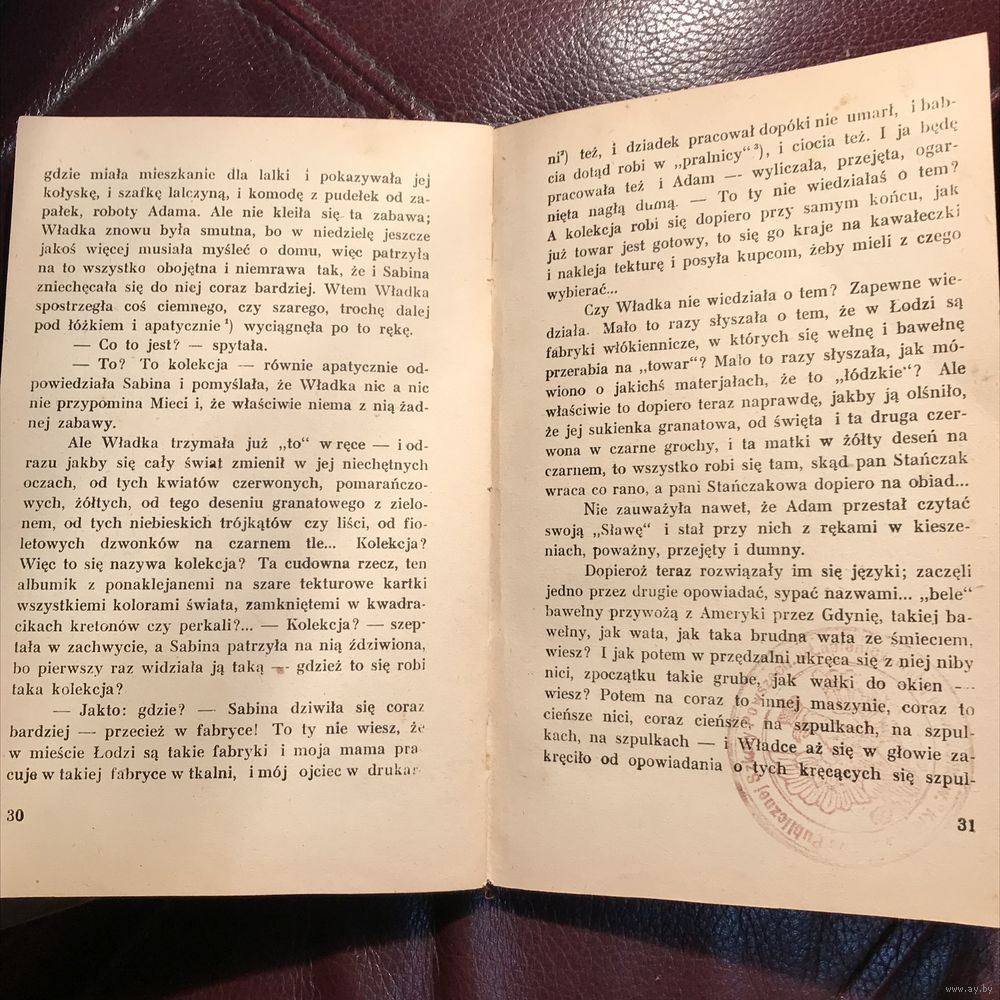 gdzie miała mieszkanie dla lalki i pokazywała jej
kołyskę, i szafkę lalczyną, i komodę z pudełek od za-
pałek, roboty Adama. Ale nie kleiła się ta zabawa;
Władka znowu była smutna, bo w niedzielę jeszcze
jakoś więcej musiała myśleć o domu, więc patrzyła
na to wszystko obojętna i niemrawa tak, że i Sabina
zniechęcała się do niej coraz bardziej. Wtem Władka
spostrzegła coś ciemnego, czy szarego, trochę dalej
pod łóżkiem i apatycznie¹) wyciągnęła po to rękę.
— Co to jest? — spytała.
— To? To kolekcja — równie apatycznie od-
powiedziała Sabina i pomyślała, że Władka nic a nic
nie przypomina Mieci i, że właściwie niema z nią żad-
nej zabawy.
Ale Władka trzymała już „to“ w ręce — i od-
razu jakby się cały świat zmienił w jej niechętnych
oczach, od tych kwiatów czerwonych, pomarańczo-
wych, żółtych, od tego deseniu granatowego z zielo-
nem, od tych niebieskich trójkątów czy liści, od fio-
letowych dzwonków na czarnem tle... Kolekcja?
Więc to się nazywa kolekcja? Ta cudowna rzecz, ten
albumik z ponaklejanemi na szare tekturowe kartki
wszystkiemi kolorami świata, zamkniętemi w kwadra-
cikach kretonów czy perkali?... — Kolekcja? — szep-
tała w zachwycie, a Sabina patrzyła na nią zdziwiona,
bo pierwszy raz widziała ją taką — gdzież to się robi
taka kolekcja?
— Jakto: gdzie? — Sabina dziwiła się coraz
bardziej — przecież w fabryce! To ty nie wiesz, że
w mieście Łodzi są takie fabryki i moja mama pra
cuje w takiej fabryce w tkalni, i mój ojciec w drukar-
30
ni²) też, i dziadek pracował dopóki nie umarł, i bab-
cia dotąd robi w „pralnicy“³), i ciocia też. I ja będę
pracowała też i Adam — wyliczała, przejęta, ogar-
nięta nagłą dumą. — To ty nie wiedziałaś o tem?
A kolekcja robi się dopiero przy samym końcu, jak
już towar jest gotowy, to się go kraje na kawałeczki
i nakleja tekturę i posyła kupcom, żeby mieli z czego
wybierać...
Czy Władka nie wiedziała o tem? Zapewne wie-
działa. Mało to razy słyszała o tem, że w Łodzi są
fabryki włókiennicze, w których się wełnę i bawełnę
przerabia na „towar“? Mało to razy słyszała, jak mó-
wiono o jakichś materjałach, że to „łódzkie“? Ale
właściwie to dopiero teraz naprawdę, jakby ją olśniło,
że jej sukienka granatowa, od święta i ta druga czer-
wona w czarne grochy, i ta matki w żółty deseń na
czarnem, to wszystko robi się tam, skąd pan Stańczak
wraca co rano, a pani Stańczakowa dopiero na obiad...
Nie zauważyła nawet, że Adam przestał czytać
swoją „Sławę“ i stał przy nich z rękami w kiesze-
niach, poważny, przejęty i dumny.
Dopieroż teraz rozwiązały im się języki; zaczęli
jedno przez drugie opowiadać, sypać nazwami... „bele“
bawełny przywożą z Ameryki przez Gdynię, takiej ba-
wełny, jak wata, jak taka brudna wata ze śmieciem,
wiesz? I jak potem w przędzalni ukręca się z niej niby
nici, zpoczątku takie grube, jak wałki do okien —
wiesz? Potem na coraz to innej maszynie, coraz to
cieńsze nici, coraz cieńsze, na szpulkach, na szpul-
kach, na szpulkach — i Władce aż się w głowie za-
kręciło od opowiadania o tych kręcących się szpul-
Publicznej
31
www.ay.by